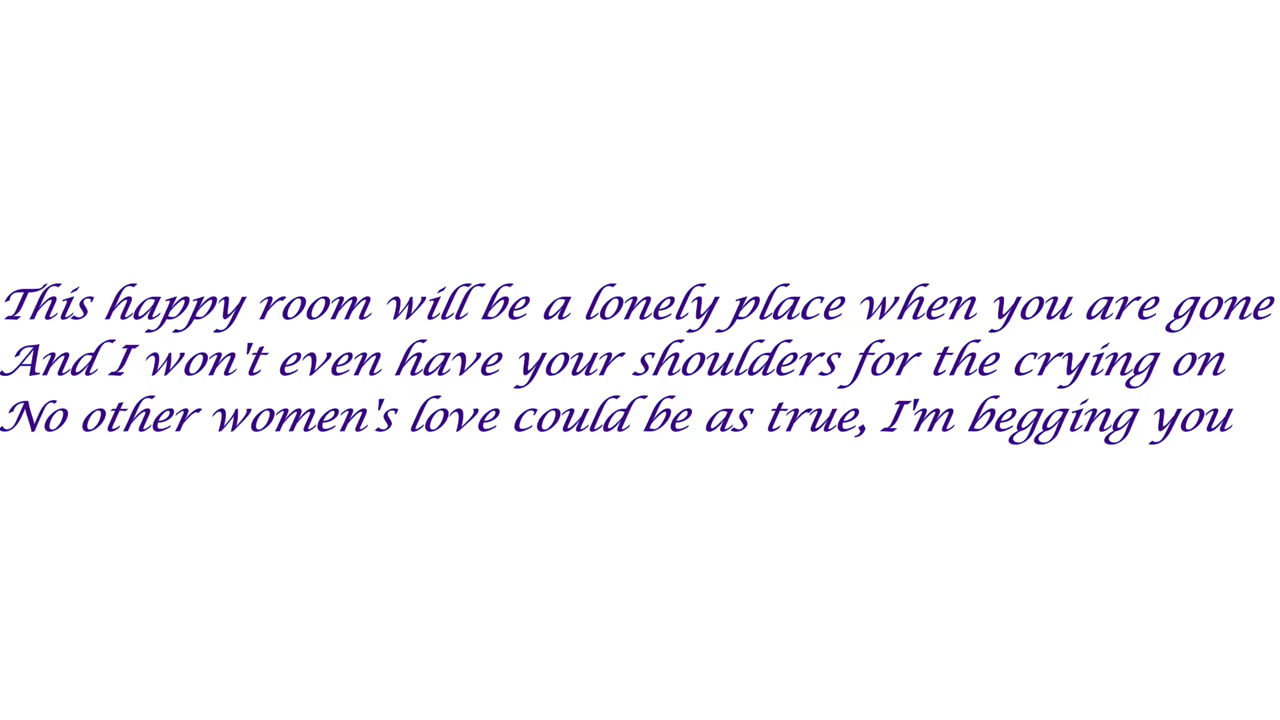 This happy room will be a lonely place when you are gone
And I won't even have your shoulders for the crying on
No other women's love could be as true, I'm begging you